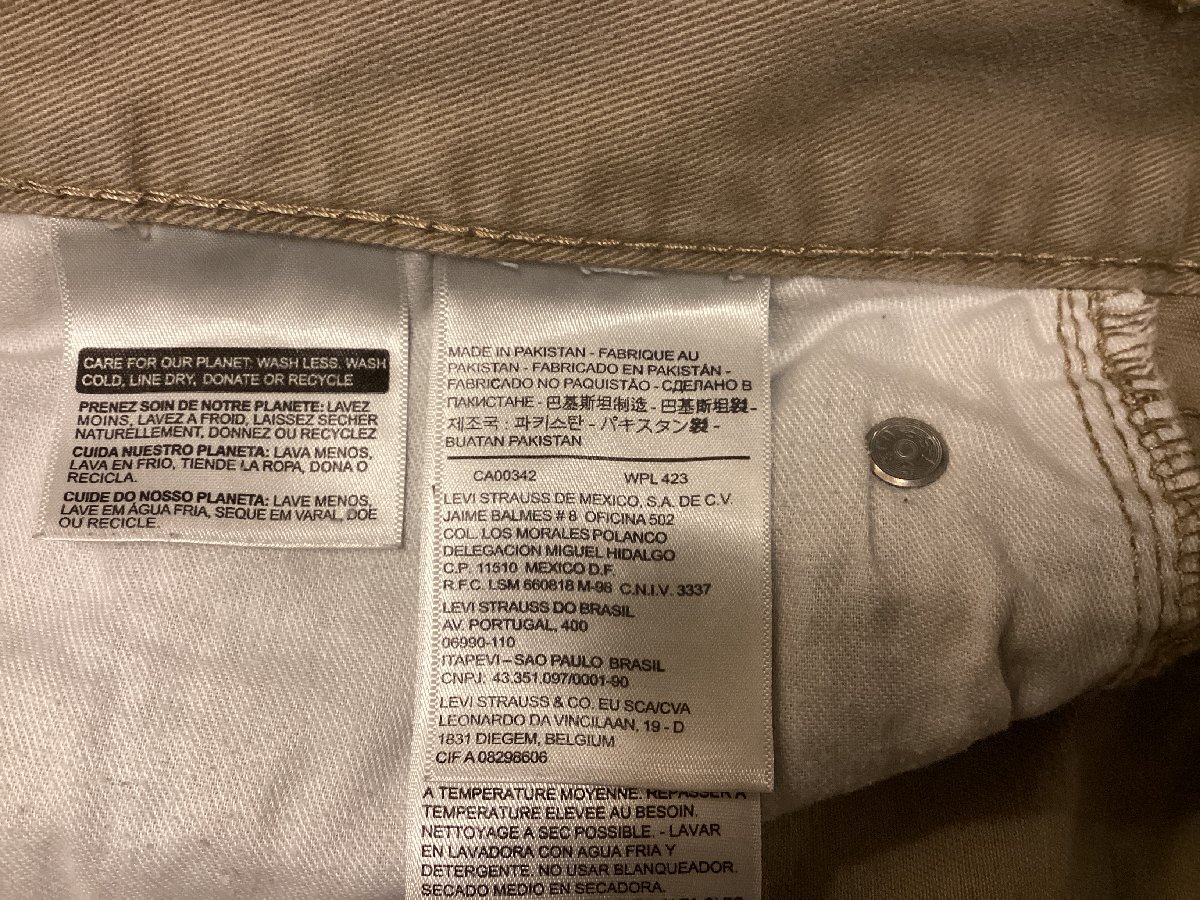 CARE FOR OUR PLANET: WASH LESS, WASH
COLD, LINE DRY, DONATE OR RECYCLE
PRENEZ SOIN DE NOTRE PLANETE: LAVEZ
MOINS, LAVEZ A FROID, LAISSEZ SÉCHER
NATURELLEMENT, DONNEZ OU RECYCLEZ
CUIDA NUESTRO PLANETA: LAVA MENOS,
LAVA EN FRIO, TIENDE LA ROPA, DONA O
RECICLA.
CUIDE DO NOSSO PLANETA: LAVE MENOS,
LAVE EM ÁGUA FRIA, SEQUE EM VARAL, DOE
OU RECICLE.
MADE IN PAKISTAN - FABRIQUE AU
PAKISTAN - FABRICADO EN PAKISTÁN -
FABRICADO NO PAQUISTÃO - СДЕЛАНО В
ПАКИСТАНЕ - 巴基斯坦制造 - 巴基斯坦製 -
제조국 : 파키스탄 - パキスタン製 -
BUATAN PAKISTAN
CA00342 WPL 423
LEVI STRAUSS DE MEXICO, S.A. DE C.V.
JAIME BALMES # 8 OFICINA 502
COL. LOS MORALES POLANCO
DELEGACION MIGUEL HIDALGO
C.P. 11510 MEXICO D.F.
R.F.C. LSM 660818 M-98 C.N.I.V. 3337
LEVI STRAUSS DO BRASIL
AV. PORTUGAL, 400
06990-110
ITAPEVI – SAO PAULO BRASIL
CNPJ: 43.351.097/0001-90
LEVI STRAUSS & CO. EU SCA/CVA
LEONARDO DA VINCILAAN, 19 - D
1831 DIEGEM, BELGIUM
CIF A 08298606
A TEMPERATURE MOYENNE. REPASSER A
TEMPERATURE ELEVEE AU BESOIN.
NETTOYAGE A SEC POSSIBLE. - LAVAR
EN LAVADORA CON AGUA FRIA Y
DETERGENTE. NO USAR BLANQUEADOR.
SECADO MEDIO EN SECADORA.